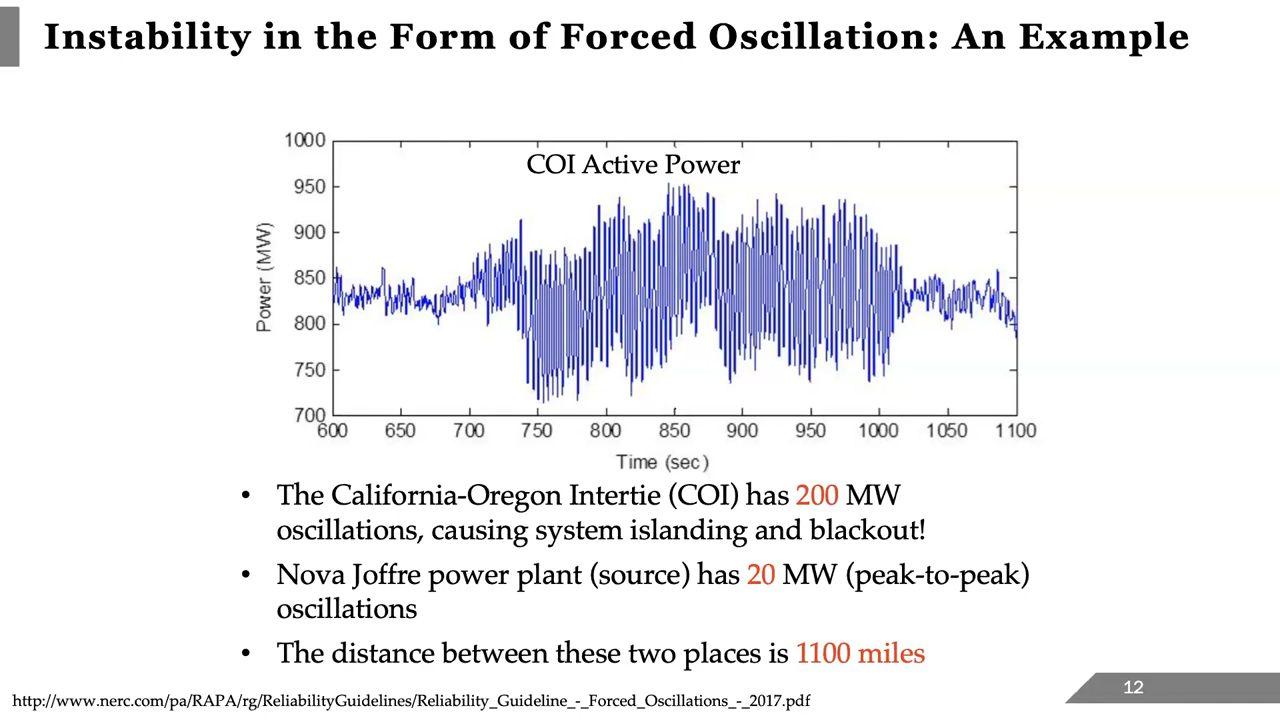 Instability in the Form of Forced Oscillation: An Example
COI Active Power
Power (MW)
1000
950
900
850
800
750
700
600 650 700 750 800 850 900 950 1000 1050 1100
Time (sec)
• The California-Oregon Intertie (COI) has 200 MW
oscillations, causing system islanding and blackout!
• Nova Joffre power plant (source) has 20 MW (peak-to-peak)
oscillations
• The distance between these two places is 1100 miles
12
http://www.nerc.com/pa/RAPA/rg/ReliabilityGuidelines/Reliability_Guideline_-_Forced_Oscillations_-_2017.pdf